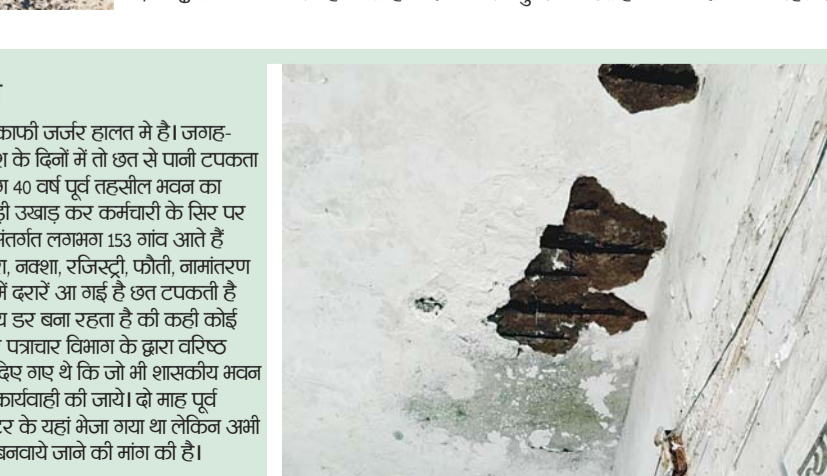 काफी जर्जर हालत मे है। जगह-
के दिनों में तो छत से पानी टपकता
40 वर्ष पूर्व तहसील भवन का
उखाड़ कर कर्मचारी के सिर पर
अंतर्गत लगभग 153 गांव आते हैं
नक्शा, रजिस्ट्री, फौती, नामांतरण
में दरारें आ गई है छत टपकती है
डर बना रहता है की कही कोई
पत्राचार विभाग के द्वारा वरिष्ठ
दिए गए थे कि जो भी शासकीय भवन
कार्यवाही की जाये। दो माह पूर्व
के यहां भेजा गया था लेकिन अभी
बनवाये जाने की मांग की है।